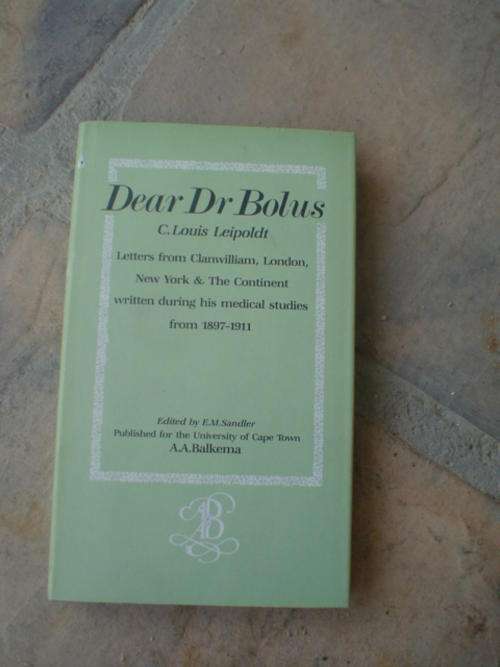 Dear Dr Bolus
C. Louis Leipoldt
Letters from Clanwilliam, London,
New York & The Continent
written during his medical studies
from 1897-1911
Edited by E.M.Sandler
Published for the University of Cape Town
A.A.Balkema
AB